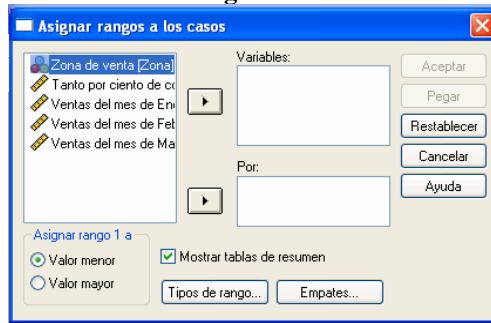 Asignar rangos a los casos
Zona de venta [Zona]
Tanto por ciento de co
Ventas del mes de En
Ventas del mes de Feb
Ventas del mes de Ma
Variables:
Por:
Aceptar
Pegar
Restablecer
Cancelar
Ayuda
Asignar rango 1 a
Valor menor
Valor mayor
Mostrar tablas de resumen
Tipos de rango...
Empates...